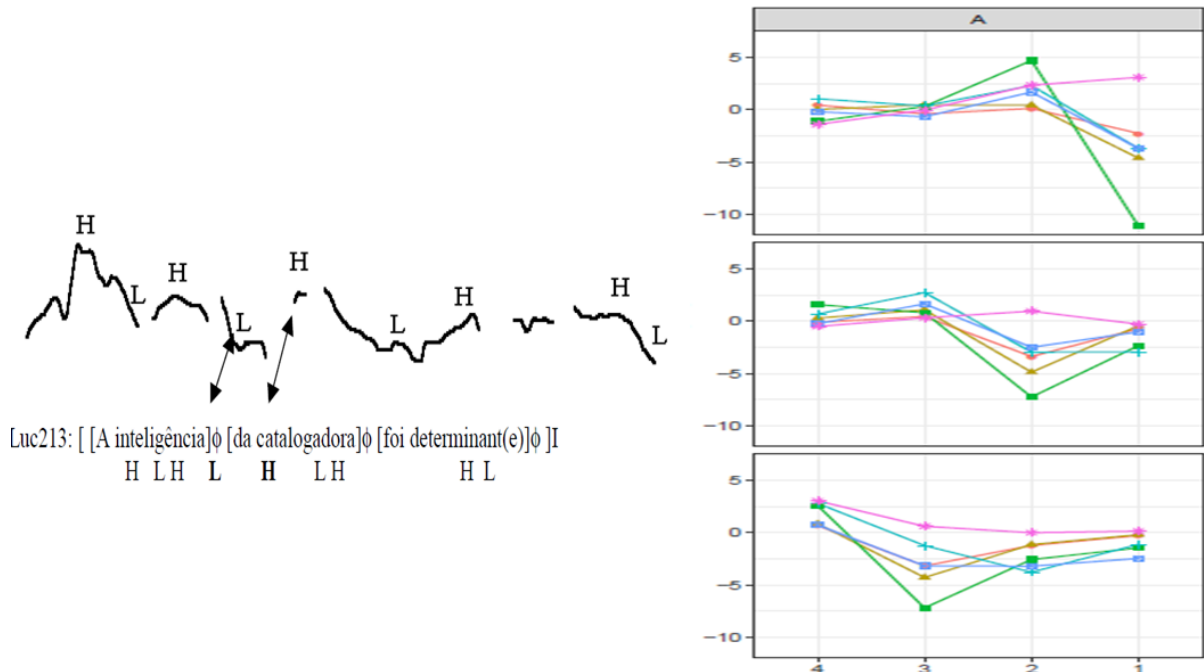 A
5
0
−5
−10
5
0
−5
−10
5
0
−5
−10
4 3 2 1
H
L
H
L
H
L
H
H
L
Luc213: [ [A inteligência]ϕ [da catalogadora]ϕ [foi determinant(e)]ϕ ]I
H L H L H L H H L